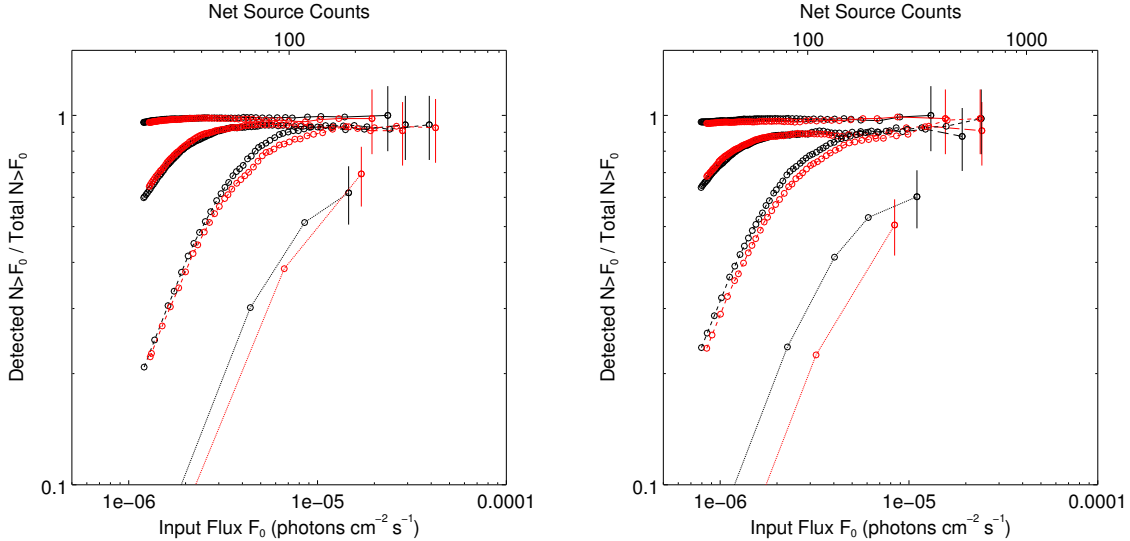 Net Source Counts
100
1
0.1
Detected N>F₀ / Total N>F₀
1e-06
1e-05
0.0001
Input Flux F₀ (photons cm⁻² s⁻¹)
Net Source Counts
100
1000
1
0.1
Detected N>F₀ / Total N>F₀
1e-06
1e-05
0.0001
Input Flux F₀ (photons cm⁻² s⁻¹)